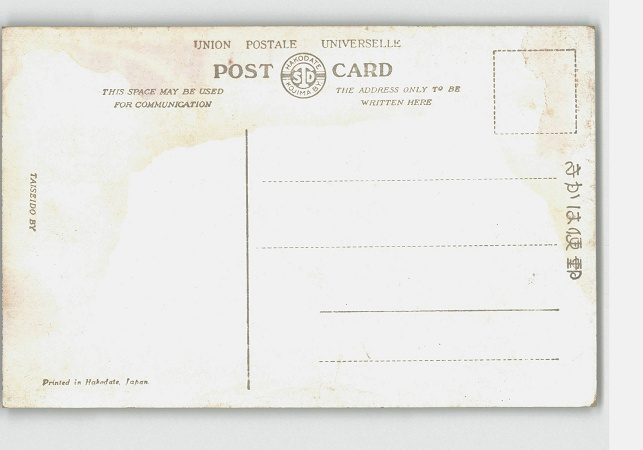 UNION POSTALE UNIVERSELLE
POST CARD
HAKODATE
KOJIMA BY
THIS SPACE MAY BE USED
FOR COMMUNICATION
THE ADDRESS ONLY TO BE
WRITTEN HERE
TAISEIDO BY
きかは便郵
Printed in Hakodate, Japan.